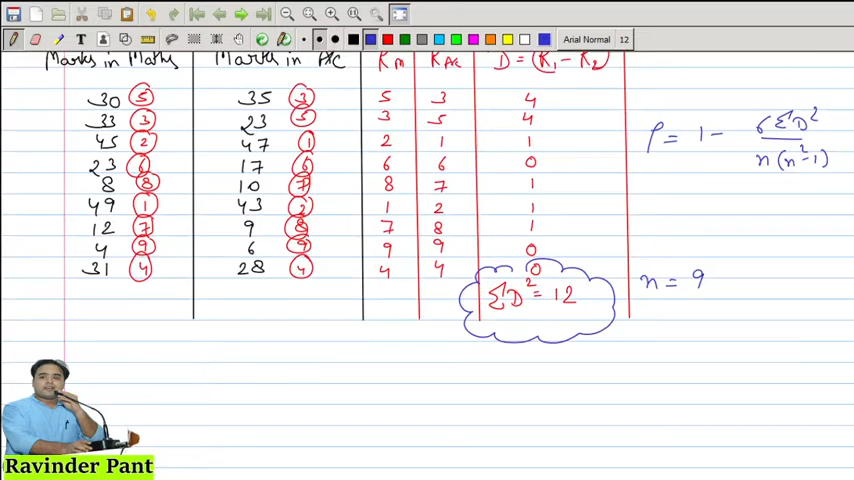 Arial Normal 12
Marks in Maths Marks in A/c RM RAc D = (R1 - R2)
30 5 35 3 5 3 4
33 3 23 5 3 5 4
45 2 47 1 2 1 1
23 6 17 6 6 6 0
8 8 10 7 8 7 1
49 1 43 2 1 2 1
12 7 9 8 7 8 1
4 9 6 9 9 9 0
31 4 28 4 4 4 0
ΣD² = 12
ρ = 1 - 6ΣD² / n(n²-1)
n = 9
Ravinder Pant